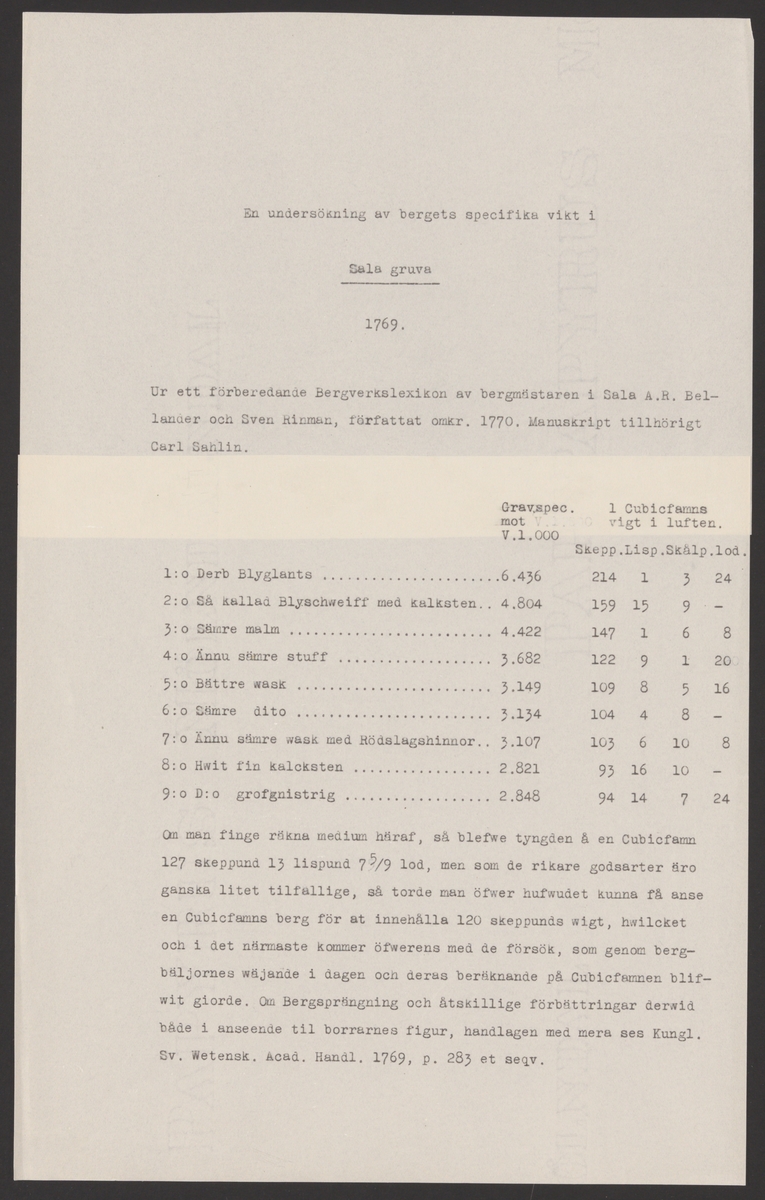 En undersökning av bergets specifika vikt i
Sala gruva
1769.
Ur ett förberedande Bergverkslexikon av bergmästaren i Sala A.R. Bel-
lander och Sven Rinman, författat omkr. 1770. Manuskript tillhörigt
Carl Sahlin.
Grav.spec. 1 Cubicfamns
mot vigt i luften.
V.1.000
Skepp.Lisp.Skålp.lod.
1:o Derb Blyglants ......................6.436 214 1 3 24
2:o Så kallad Blyschweiff med kalksten.. 4.804 159 15 9 -
3:o Sämre malm ......................... 4.422 147 1 6 8
4:o Ännu sämre stuff ................... 3.682 122 9 1 20
5:o Bättre wask ........................ 3.149 109 8 5 16
6:o Sämre dito ........................ 3.134 104 4 8 -
7:o Ännu sämre wask med Rödslagshinnor.. 3.107 103 6 10 8
8:o Hwit fin kalcksten ................. 2.821 93 16 10 -
9:o D:o grofgnistrig .................. 2.848 94 14 7 24
Om man finge räkna medium häraf, så blefwe tyngden å en Cubicfamn
127 skeppund 13 lispund 7 5/9 lod, men som de rikare godsarter äro
ganska litet tilfallige, så torde man öfwer hufwudet kunna få anse
en Cubicfamns berg för at innehålla 120 skeppunds wigt, hwilcket
och i det närmaste kommer öfwerens med de försök, som genom berg-
bäljornes wäjande i dagen och deras beräknande på Cubicfamnen blif-
wit giorde. Om Bergsprängning och åtskillige förbättringar derwid
både i anseende til borrarnes figur, handlagen med mera ses Kungl.
Sv. Wetensk. Acad. Handl. 1769, p. 283 et seqv.